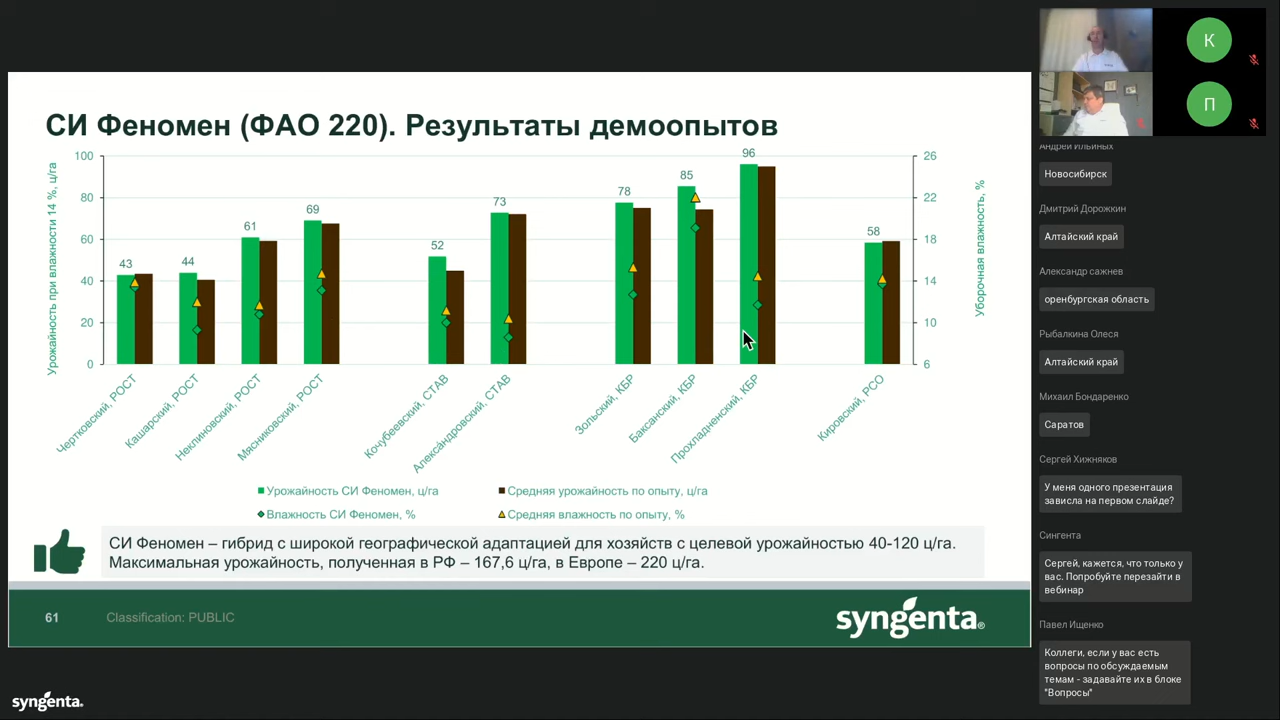 СИ Феномен (ФАО 220). Результаты демоопытов
Урожайность при влажности 14 %, ц/га
100
80
60
40
20
0
43
44
61
69
52
73
78
85
96
58
26
22
18
14
10
6
Уборочная влажность, %
Чертковский, РОСТ
Кашарский, РОСТ
Неклиновский, РОСТ
Мясниковский, РОСТ
Кочубеевский, СТАВ
Алекса́ндровский, СТАВ
Зольский, КБР
Баксанский, КБР
Прохладненский, КБР
Кировский, РСО
Урожайность СИ Феномен, ц/га
Средняя урожайность по опыту, ц/га
Влажность СИ Феномен, %
Средняя влажность по опыту, %
СИ Феномен – гибрид с широкой географической адаптацией для хозяйств с целевой урожайностью 40-120 ц/га.
Максимальная урожайность, полученная в РФ – 167,6 ц/га, в Европе – 220 ц/га.
61
Classification: PUBLIC
syngenta®
syngenta.
К
П
Андрей Ильиных
Новосибирск
Дмитрий Дорожкин
Алтайский край
Александр сажнев
оренбургская область
Рыбалкина Олеся
Алтайский край
Михаил Бондаренко
Саратов
Сергей Хижняков
У меня одного презентация
зависла на первом слайде?
Сингента
Сергей, кажется, что только у
вас. Попробуйте перезайти в
вебинар
Павел Ищенко
Коллеги, если у вас есть
вопросы по обсуждаемым
темам - задавайте их в блоке
"Вопросы"